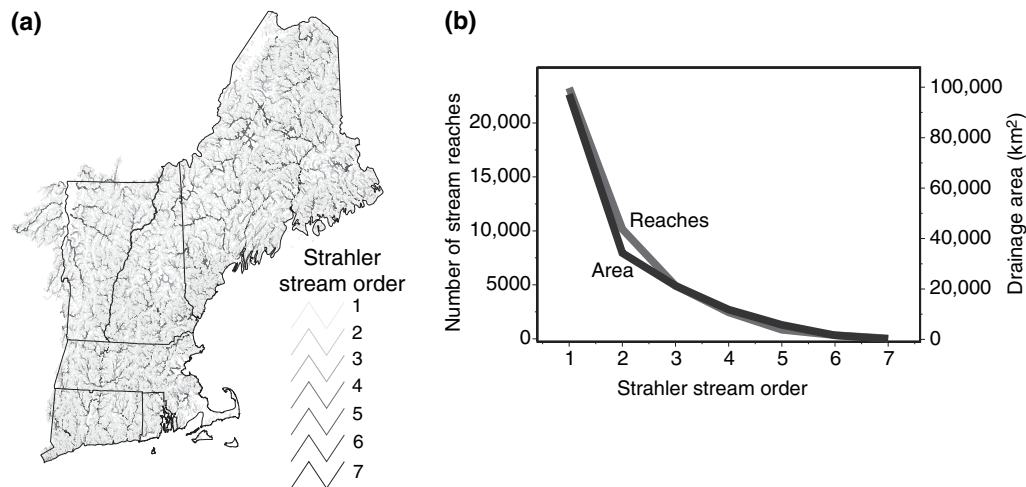 (a)
Strahler
stream order
1
2
3
4
5
6
7
(b)
Number of stream reaches
20,000
15,000
10,000
5000
0
Reaches
Area
100,000
80,000
60,000
40,000
20,000
0
Drainage area (km²)
1 2 3 4 5 6 7
Strahler stream order